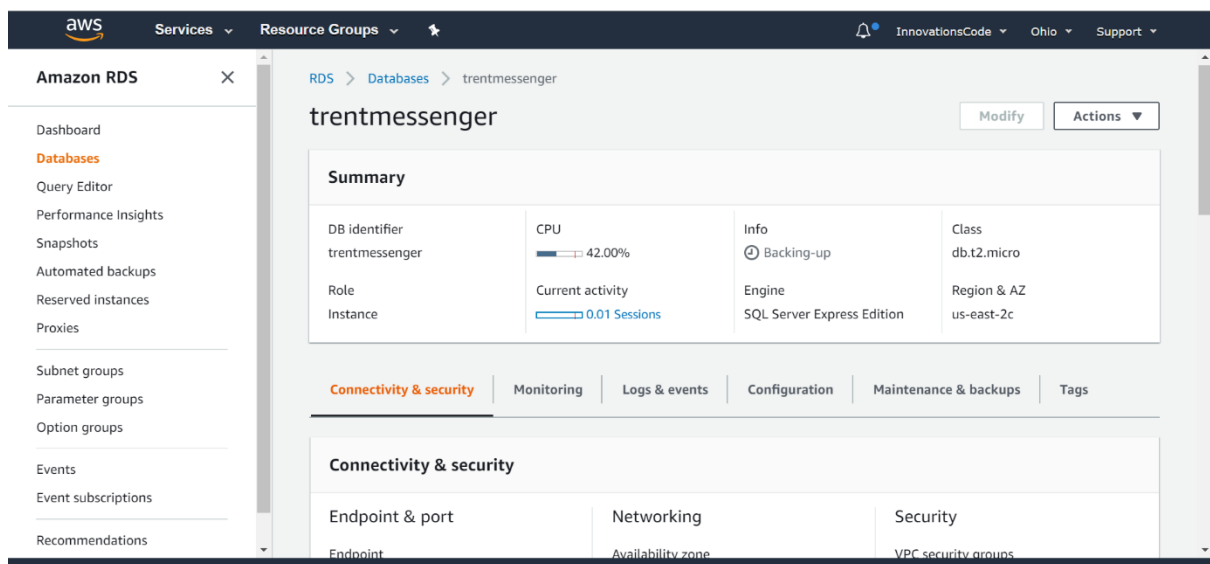 aws Services Resource Groups InnovationsCode Ohio Support
Amazon RDS
Dashboard
Databases
Query Editor
Performance Insights
Snapshots
Automated backups
Reserved instances
Proxies
Subnet groups
Parameter groups
Option groups
Events
Event subscriptions
Recommendations
RDS > Databases > trentmessenger
trentmessenger
Modify Actions
Summary
DB identifier CPU Info Class
trentmessenger 42.00% Backing-up db.t2.micro
Role Current activity Engine Region & AZ
Instance 0.01 Sessions SQL Server Express Edition us-east-2c
Connectivity & security Monitoring Logs & events Configuration Maintenance & backups Tags
Connectivity & security
Endpoint & port Networking Security
Endpoint Availability zone VPC security groups